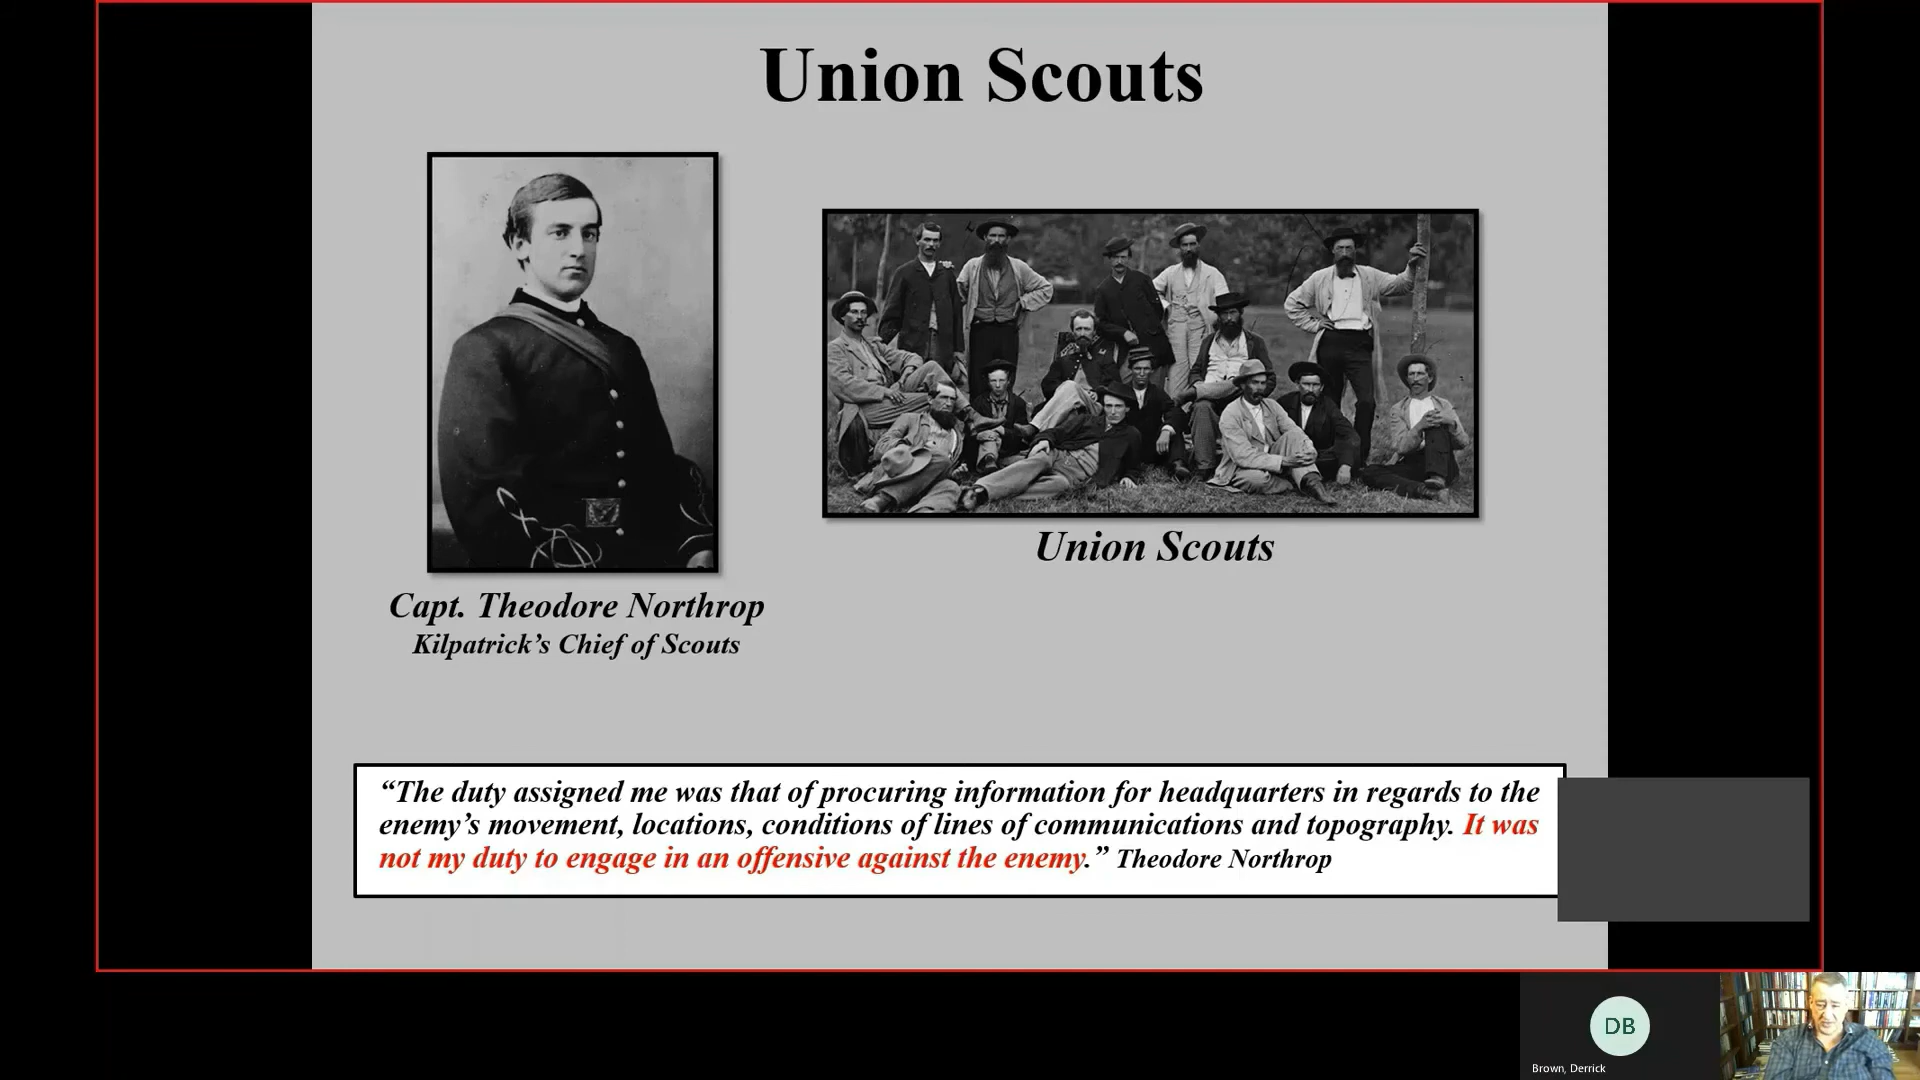 Union Scouts
Union Scouts
Capt. Theodore Northrop
Kilpatrick’s Chief of Scouts
“The duty assigned me was that of procuring information for headquarters in regards to the
enemy’s movement, locations, conditions of lines of communications and topography. It was
not my duty to engage in an offensive against the enemy.” Theodore Northrop
DB
Brown, Derrick